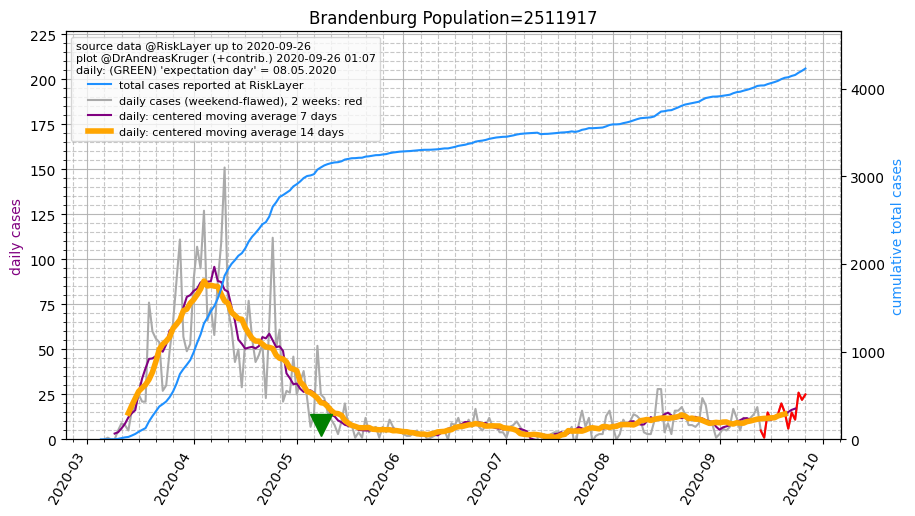 Brandenburg Population=2511917
source data @RiskLayer up to 2020-09-26
plot @DrAndreasKruger (+contrib.) 2020-09-26 01:07
daily: (GREEN) 'expectation day' = 08.05.2020
total cases reported at RiskLayer
daily cases (weekend-flawed), 2 weeks: red
daily: centered moving average 7 days
daily: centered moving average 14 days
daily cases
225
200
175
150
125
100
75
50
25
0
cumulative total cases
4000
3000
2000
1000
0
2020-03
2020-04
2020-05
2020-06
2020-07
2020-08
2020-09
2020-10